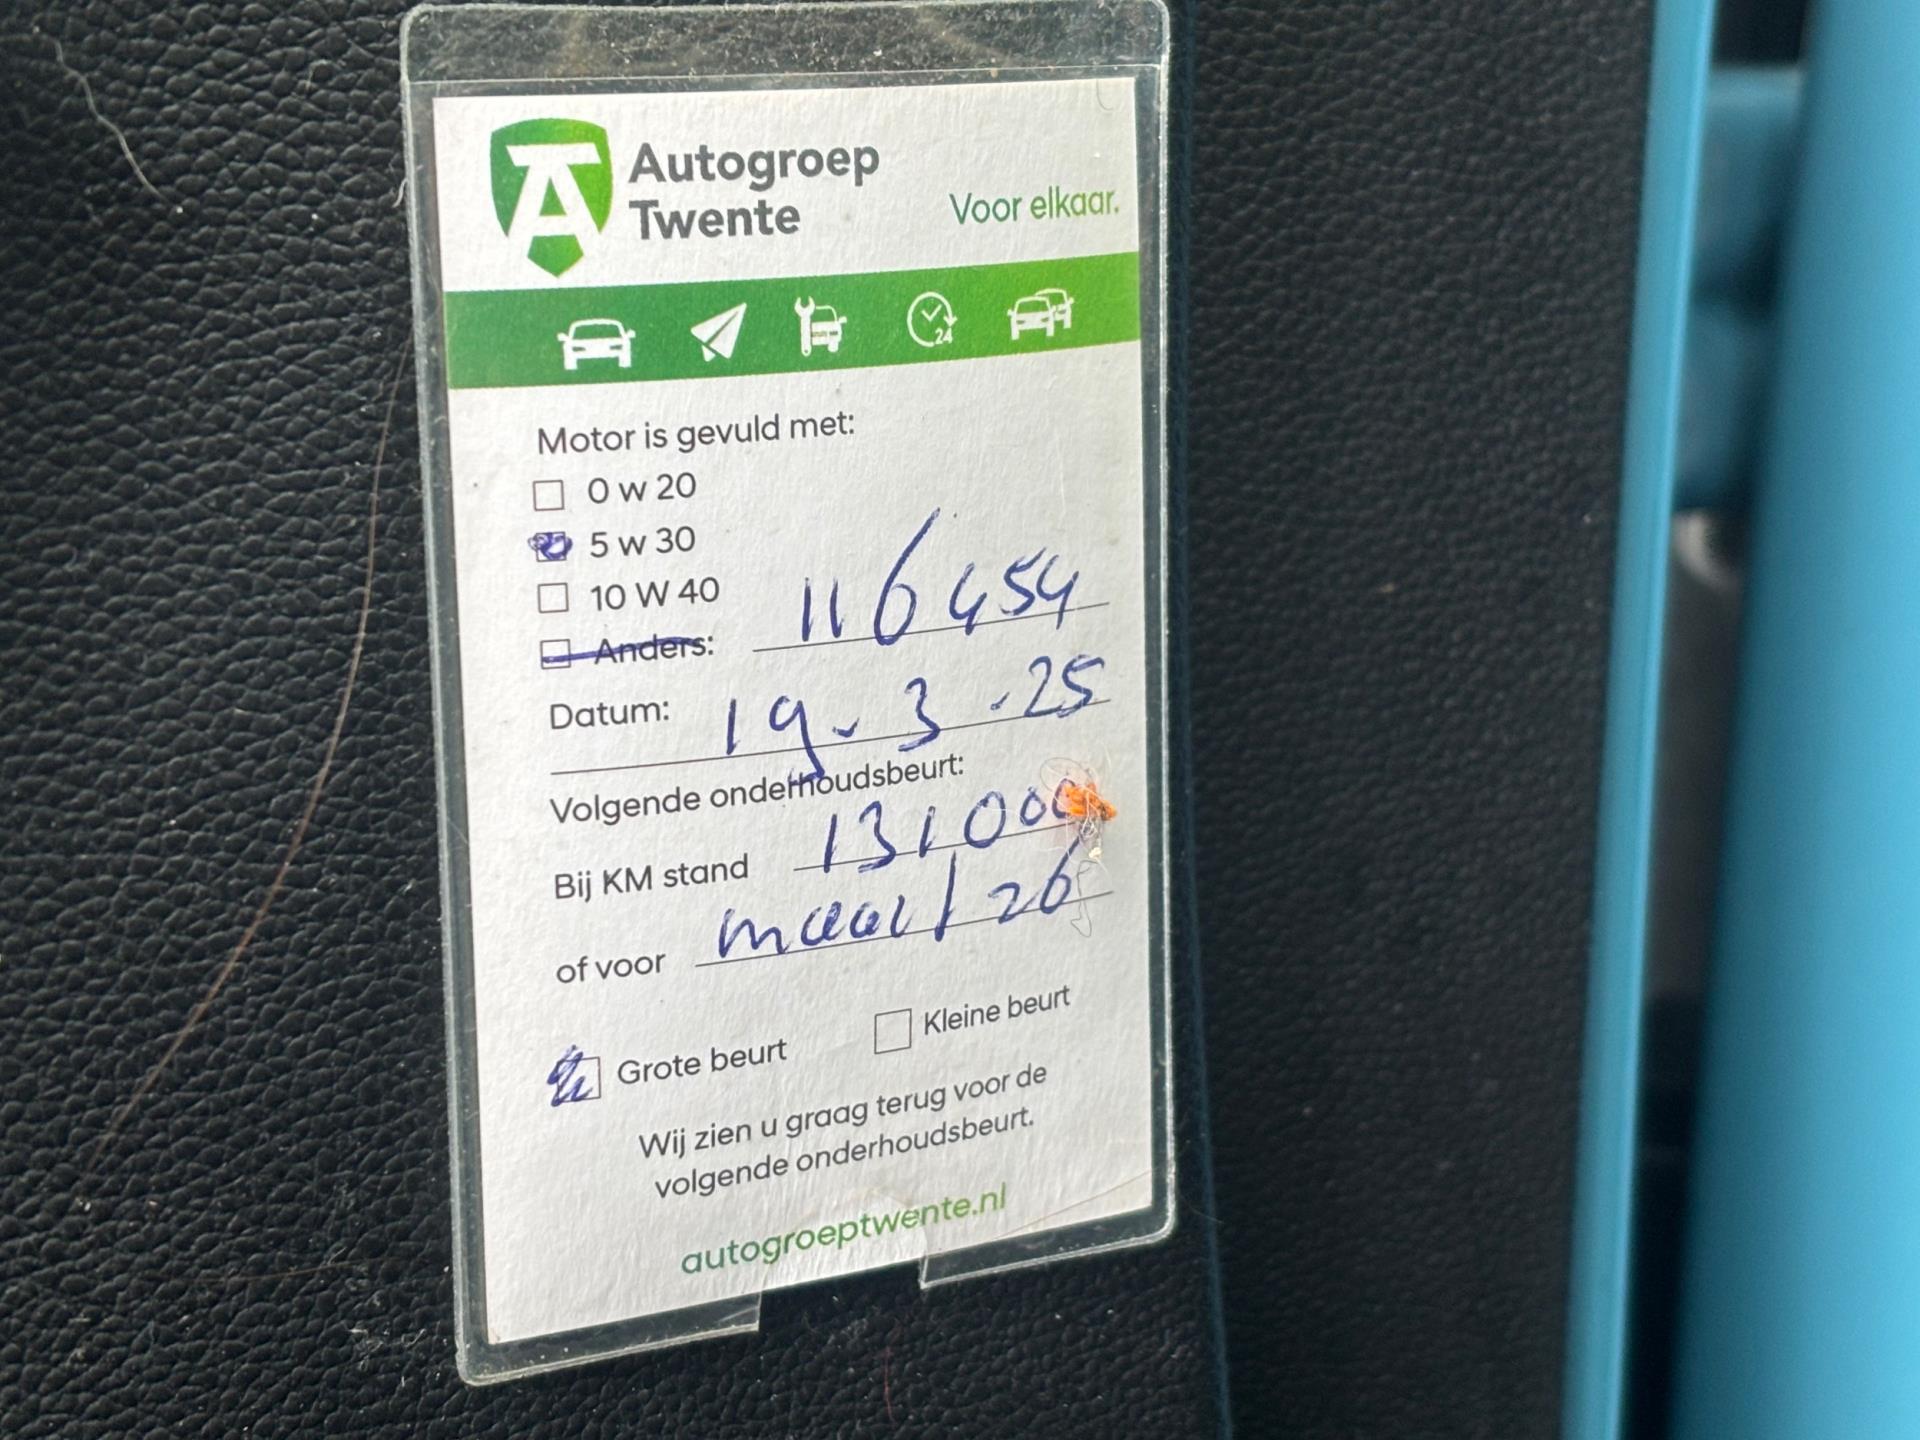 Autogroep
Twente
Voor elkaar.
24
Motor is gevuld met:
0 w 20
5 w 30
10 W 40
Anders: 116454
Datum: 19-3-25
Volgende onderhoudsbeurt:
Bij KM stand 131000
of voor maart 26
Grote beurt Kleine beurt
Wij zien u graag terug voor de
volgende onderhoudsbeurt.
autogroeptwente.nl